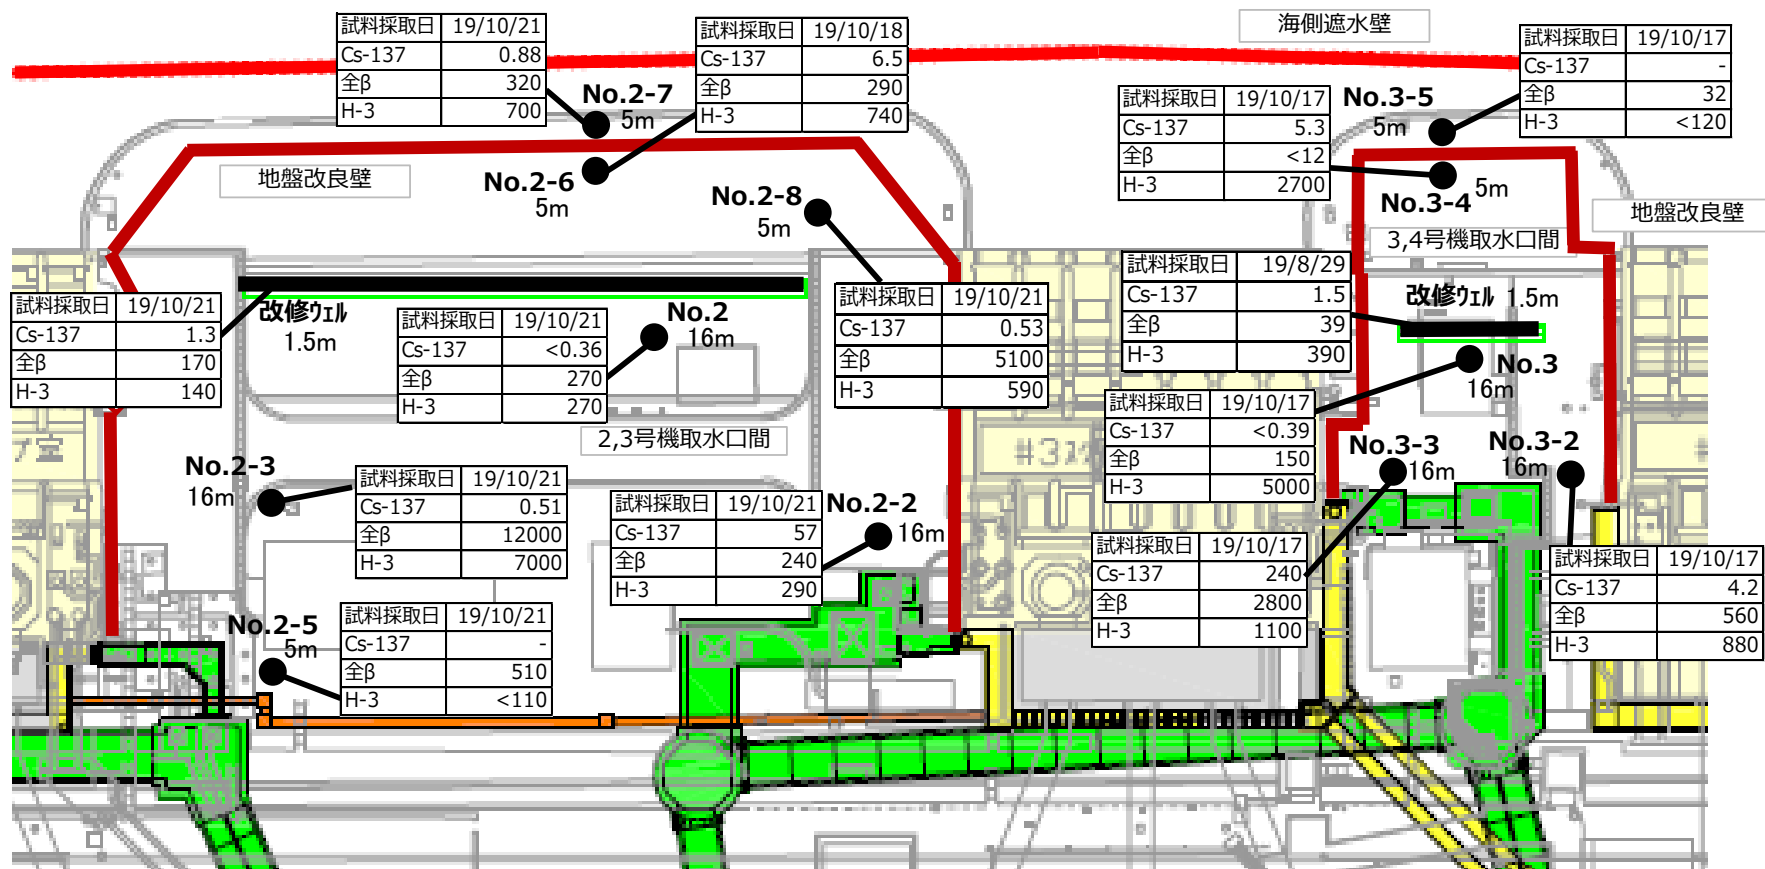 海側遮水壁
試料採取日 19/10/21
Cs-137 0.88
全β 320
H-3 700
No.2-7
5m
試料採取日 19/10/18
Cs-137 6.5
全β 290
H-3 740
No.2-6
5m
地盤改良壁
No.2-8
5m
試料採取日 19/10/21
Cs-137 0.53
全β 5100
H-3 590
試料採取日 19/10/17
Cs-137 5.3
全β <12
H-3 2700
No.3-5
5m
試料採取日 19/10/17
Cs-137 -
全β 32
H-3 <120
No.3-4
5m
地盤改良壁
3,4号機取水口間
試料採取日 19/8/29
Cs-137 1.5
全β 39
H-3 390
改修ウェル 1.5m
No.3
16m
試料採取日 19/10/21
Cs-137 1.3
全β 170
H-3 140
改修ウェル
1.5m
試料採取日 19/10/21
Cs-137 <0.36
全β 270
H-3 270
No.2
16m
2,3号機取水口間
試料採取日 19/10/17
Cs-137 <0.39
全β 150
H-3 5000
No.3-3
16m
No.3-2
16m
No.2-3
16m
試料採取日 19/10/21
Cs-137 0.51
全β 12000
H-3 7000
試料採取日 19/10/21
Cs-137 57
全β 240
H-3 290
No.2-2
16m
試料採取日 19/10/17
Cs-137 240
全β 2800
H-3 1100
試料採取日 19/10/17
Cs-137 4.2
全β 560
H-3 880
No.2-5
5m
試料採取日 19/10/21
Cs-137 -
全β 510
H-3 <110